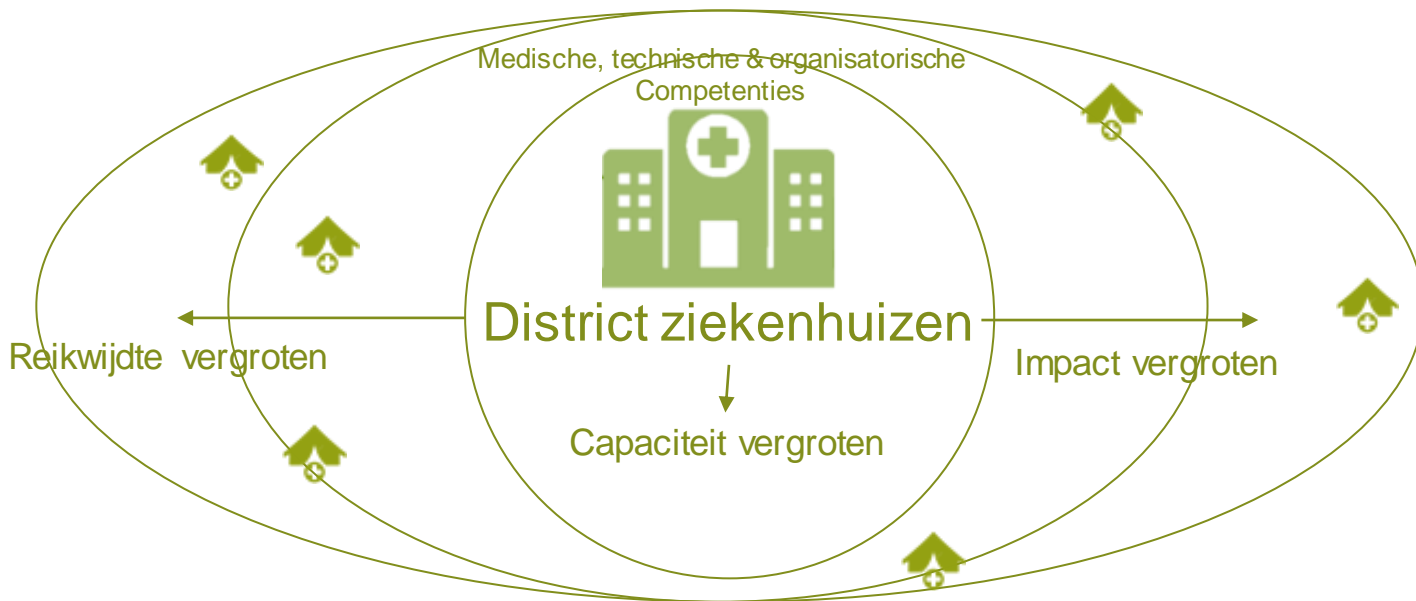 Medische, technische & organisatorische
Competenties
District ziekenhuizen
Reikwijdte vergroten
Impact vergroten
Capaciteit vergroten